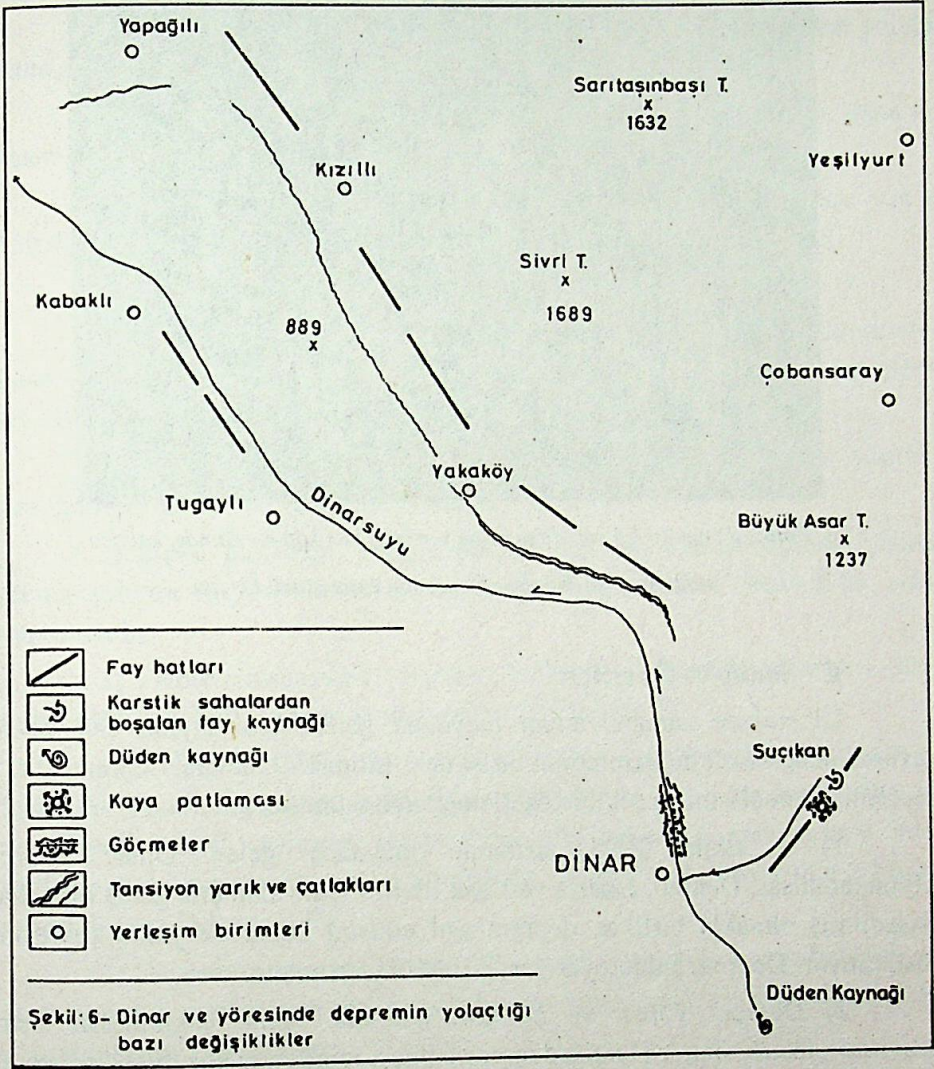 Yapağılı
Sarıtaşınbaşı T.
x
1632
Yeşilyurt
Kızıllı
Sivri T.
x
1689
Kabaklı
889
x
Çobansaray
Yakaköy
Tugaylı
Dinarsuyu
Büyük Asar T.
x
1237
Fay hatları
Karstik sahalardan
boşalan fay kaynağı
Düden kaynağı
Kaya patlaması
Göçmeler
Tansiyon yarık ve çatlakları
Yerleşim birimleri
Suçıkan
DİNAR
Düden Kaynağı
Şekil: 6- Dinar ve yöresinde depremin yolaçtığı
bazı değişiktikler